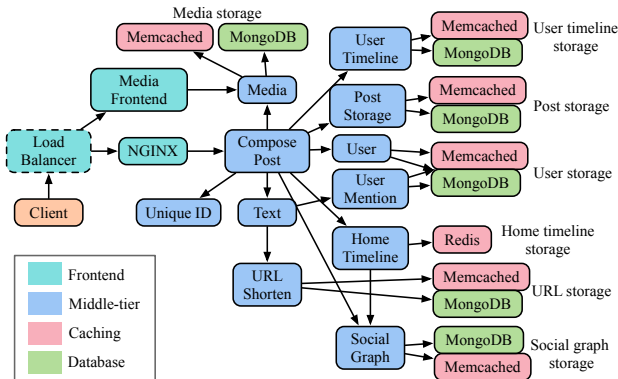 Media storage
Memcached
MongoDB
User
Timeline
Memcached
MongoDB
User timeline
storage
Media
Frontend
Media
Post
Storage
Memcached
MongoDB
Post storage
Load
Balancer
NGINX
Compose
Post
User
Memcached
MongoDB
User storage
User
Mention
Client
Unique ID
Text
Home
Timeline
Redis
Home timeline
storage
URL
Shorten
Memcached
MongoDB
URL storage
Social
Graph
MongoDB
Memcached
Social graph
storage
Frontend
Middle-tier
Caching
Database